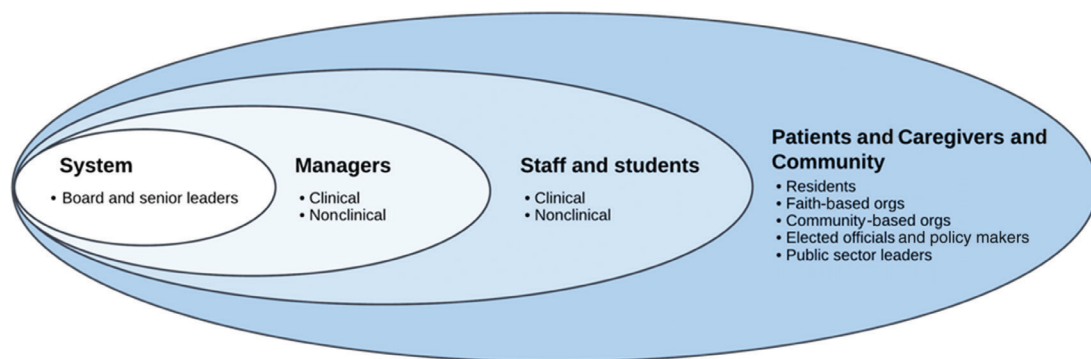 System
• Board and senior leaders
Managers
• Clinical
• Nonclinical
Staff and students
• Clinical
• Nonclinical
Patients and Caregivers and
Community
• Residents
• Faith-based orgs
• Community-based orgs
• Elected officials and policy makers
• Public sector leaders